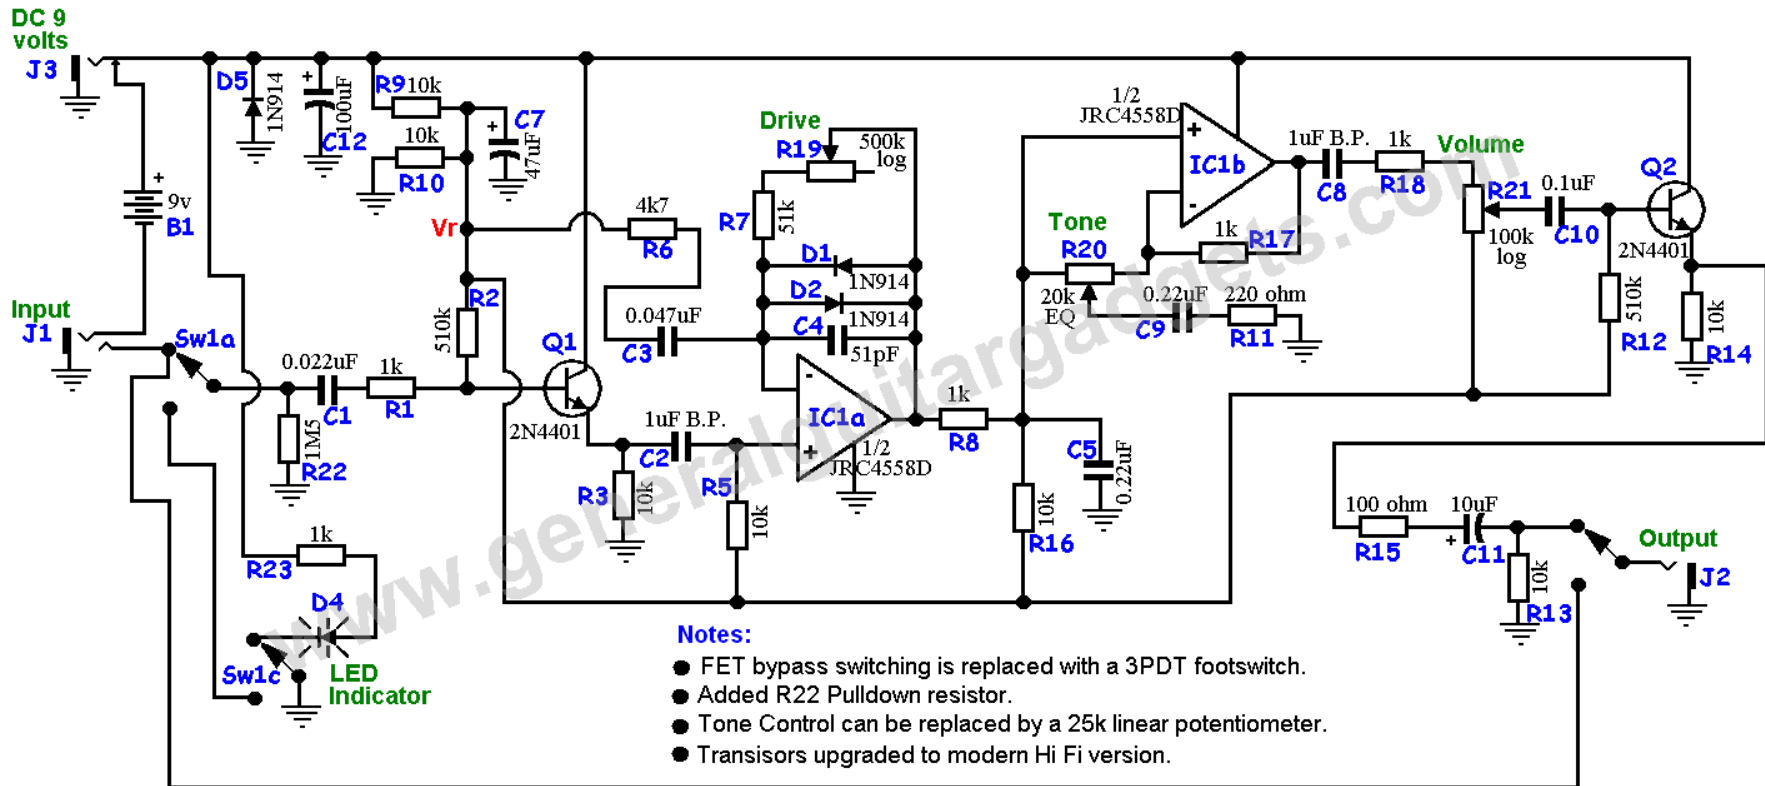 DC 9
volts
J3
D5
1N914
100uF
C12
R9
10k
10k
R10
C7
47uF
Vr
9v
B1
Input
J1
Sw1a
0.022uF
C1
1k
R1
1M5
R22
R2
510k
Q1
2N4401
4k7
R6
0.047uF
C3
Drive
R19
500k
log
R7
51k
D1
1N914
D2
1N914
C4
51pF
IC1a
1/2
JRC4558D
1uF B.P.
C2
R3
10k
R5
10k
1k
R8
R16
10k
C5
0.22uF
1/2
JRC4558D
IC1b
Tone
R20
20k
EQ
1k
R17
0.22uF
C9
220 ohm
R11
1uF B.P.
C8
1k
R18
Volume
R21
100k
log
0.1uF
C10
Q2
2N4401
510k
R12
10k
R14
100 ohm
R15
10uF
C11
10k
R13
Output
J2
1k
R23
D4
Sw1c
LED
Indicator
Notes:
FET bypass switching is replaced with a 3PDT footswitch.
Added R22 Pulldown resistor.
Tone Control can be replaced by a 25k linear potentiometer.
Transisors upgraded to modern Hi Fi version.
www.generalguitargadgets.com